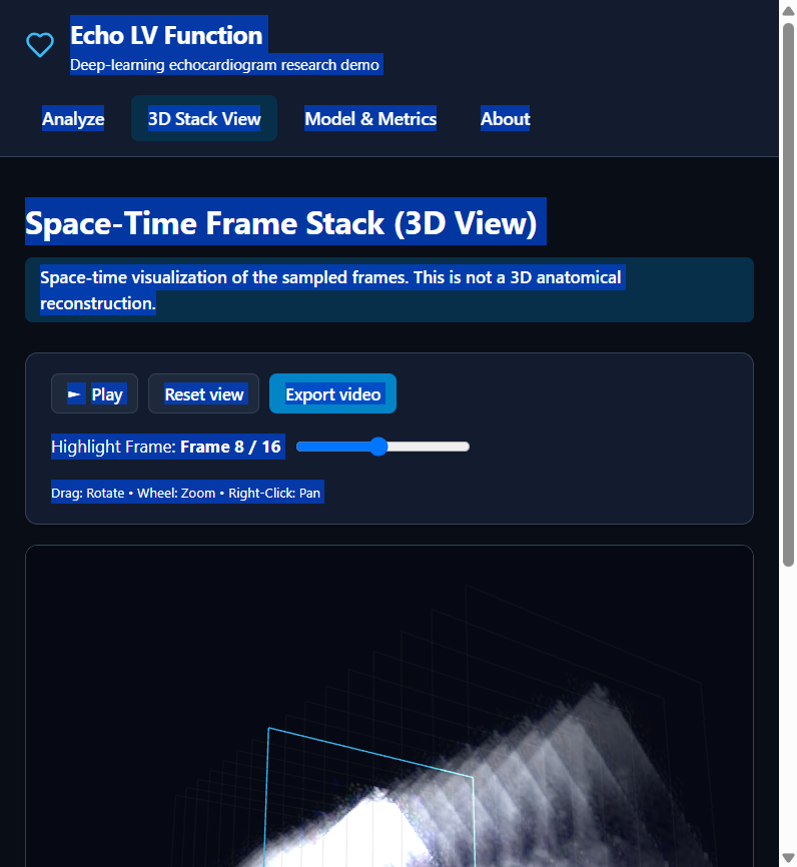 Echo LV Function
Deep-learning echocardiogram research demo
Analyze
3D Stack View
Model & Metrics
About
Space-Time Frame Stack (3D View)
Space-time visualization of the sampled frames. This is not a 3D anatomical
reconstruction.
► Play
Reset view
Export video
Highlight Frame: Frame 8 / 16
Drag: Rotate • Wheel: Zoom • Right-Click: Pan